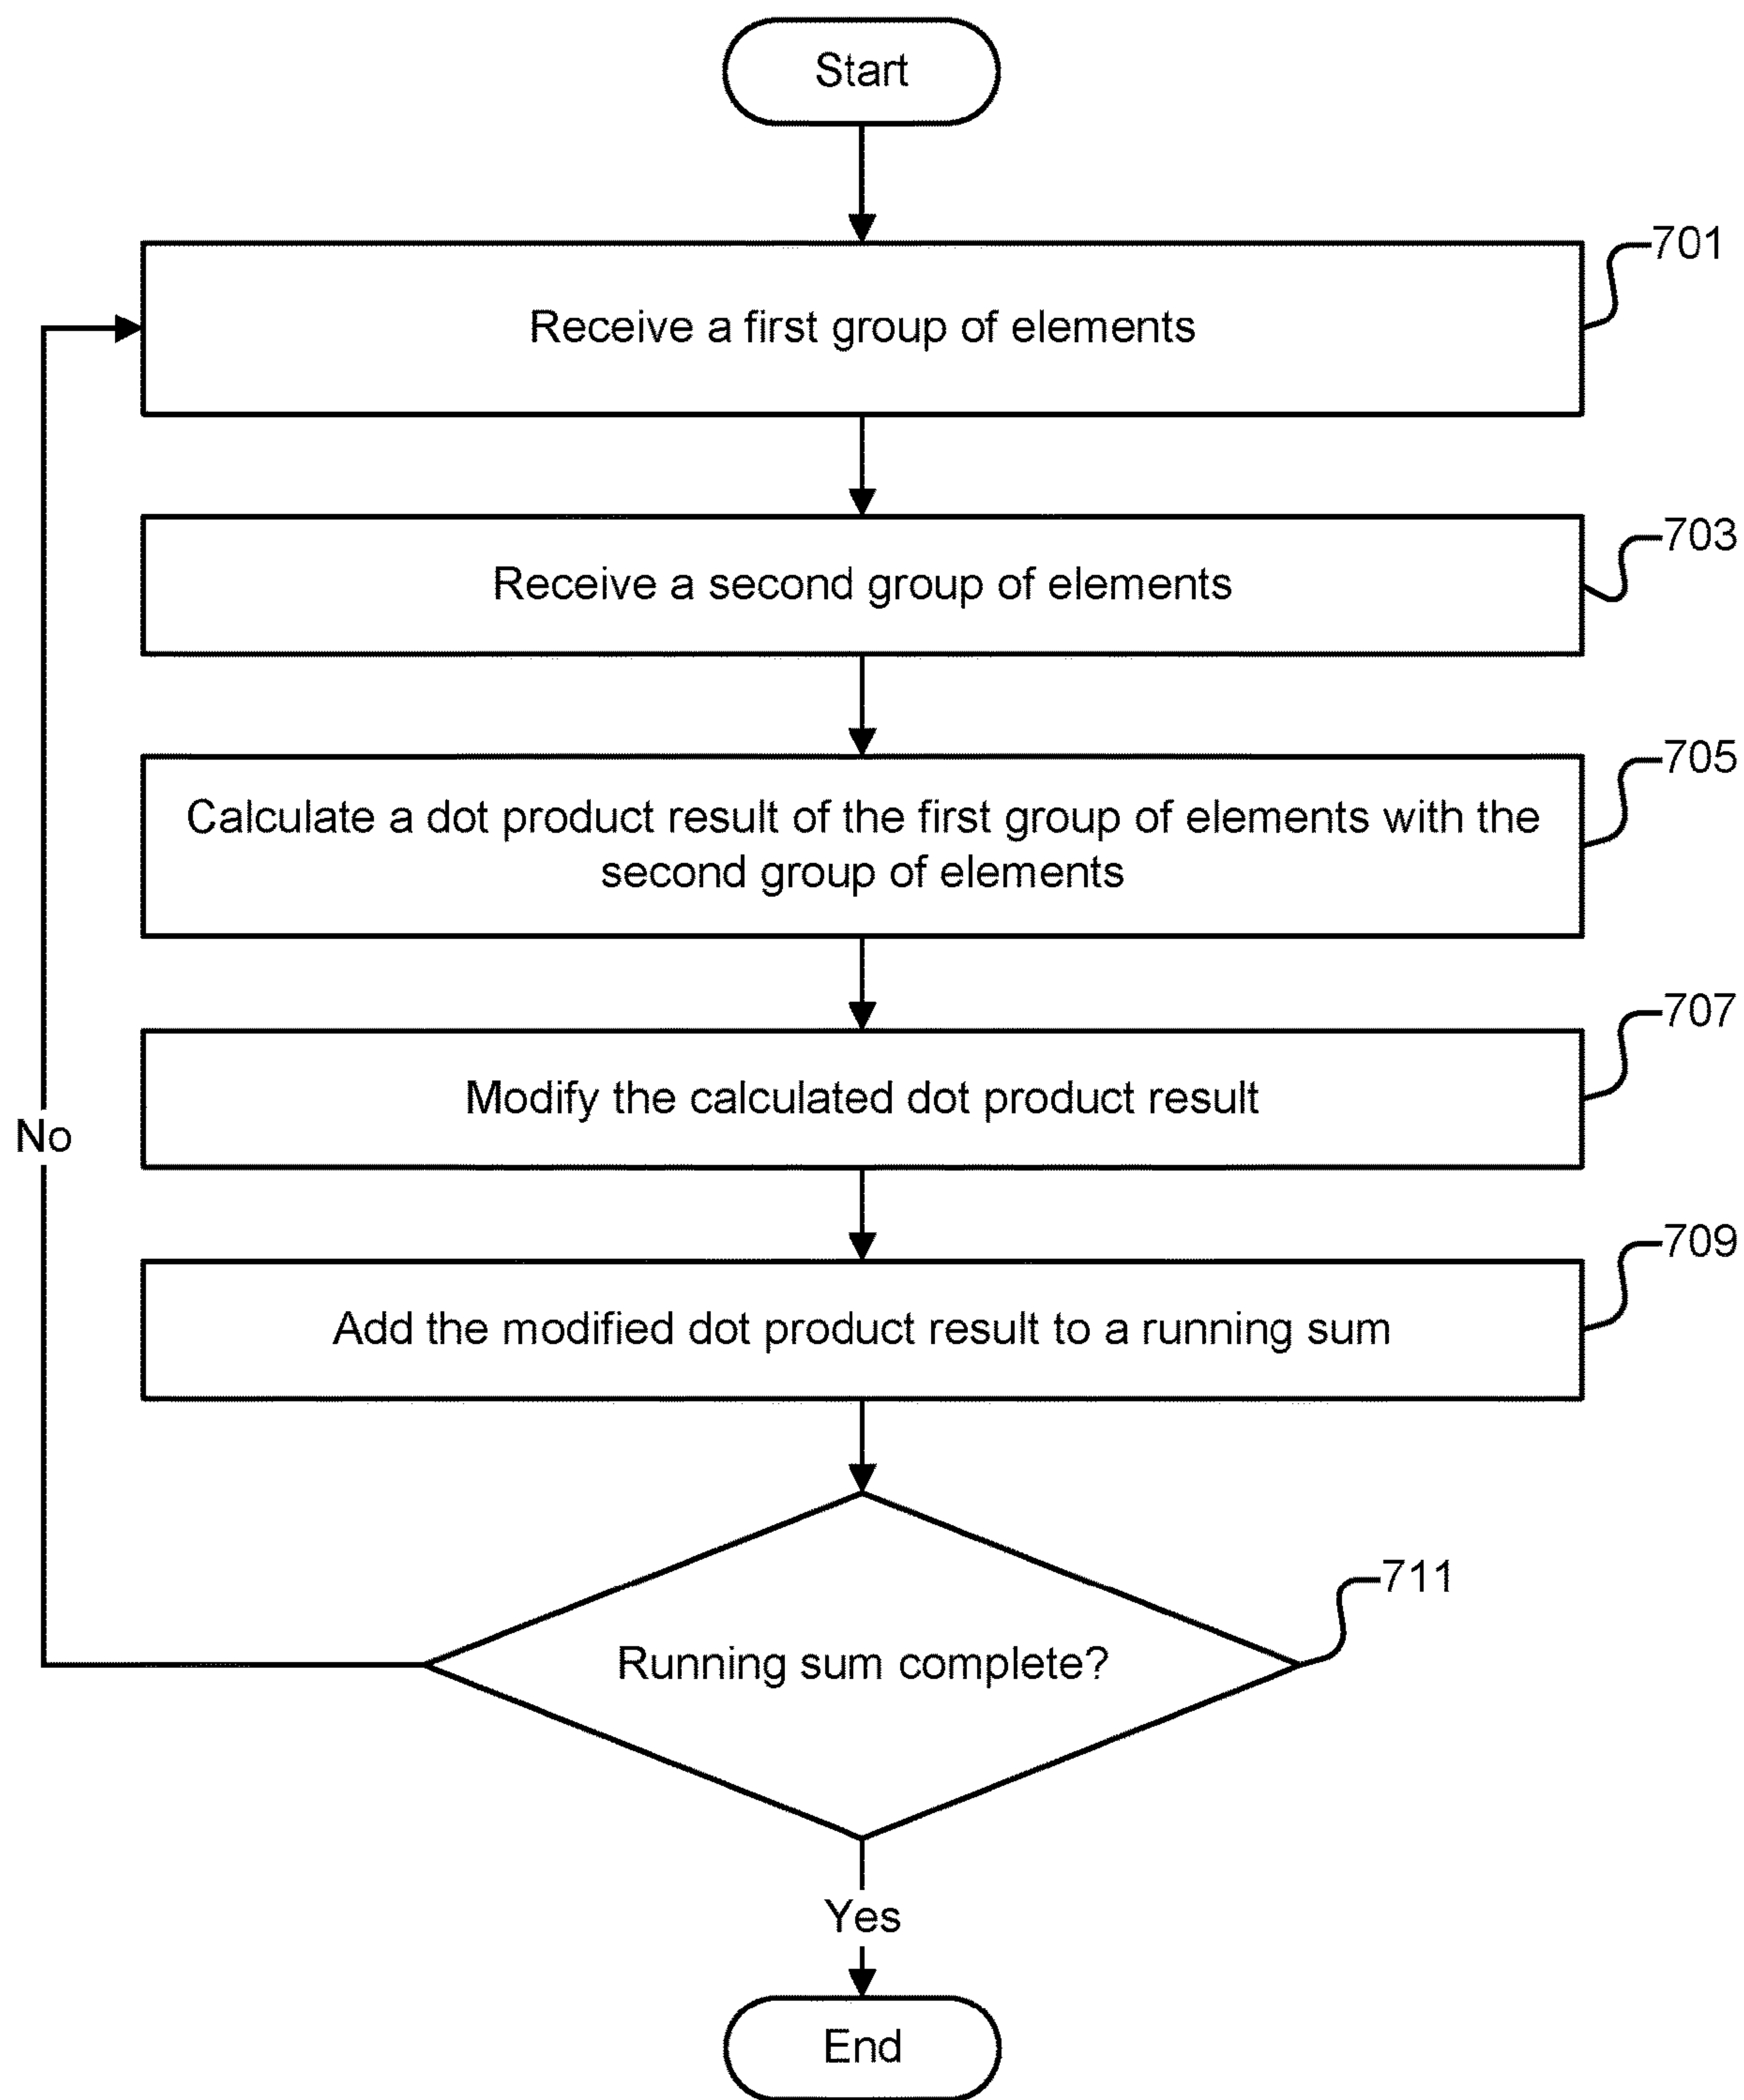 Start
Receive a first group of elements
701
Receive a second group of elements
703
Calculate a dot product result of the first group of elements with the
second group of elements
705
Modify the calculated dot product result
707
No
Add the modified dot product result to a running sum
709
Running sum complete?
711
Yes
End